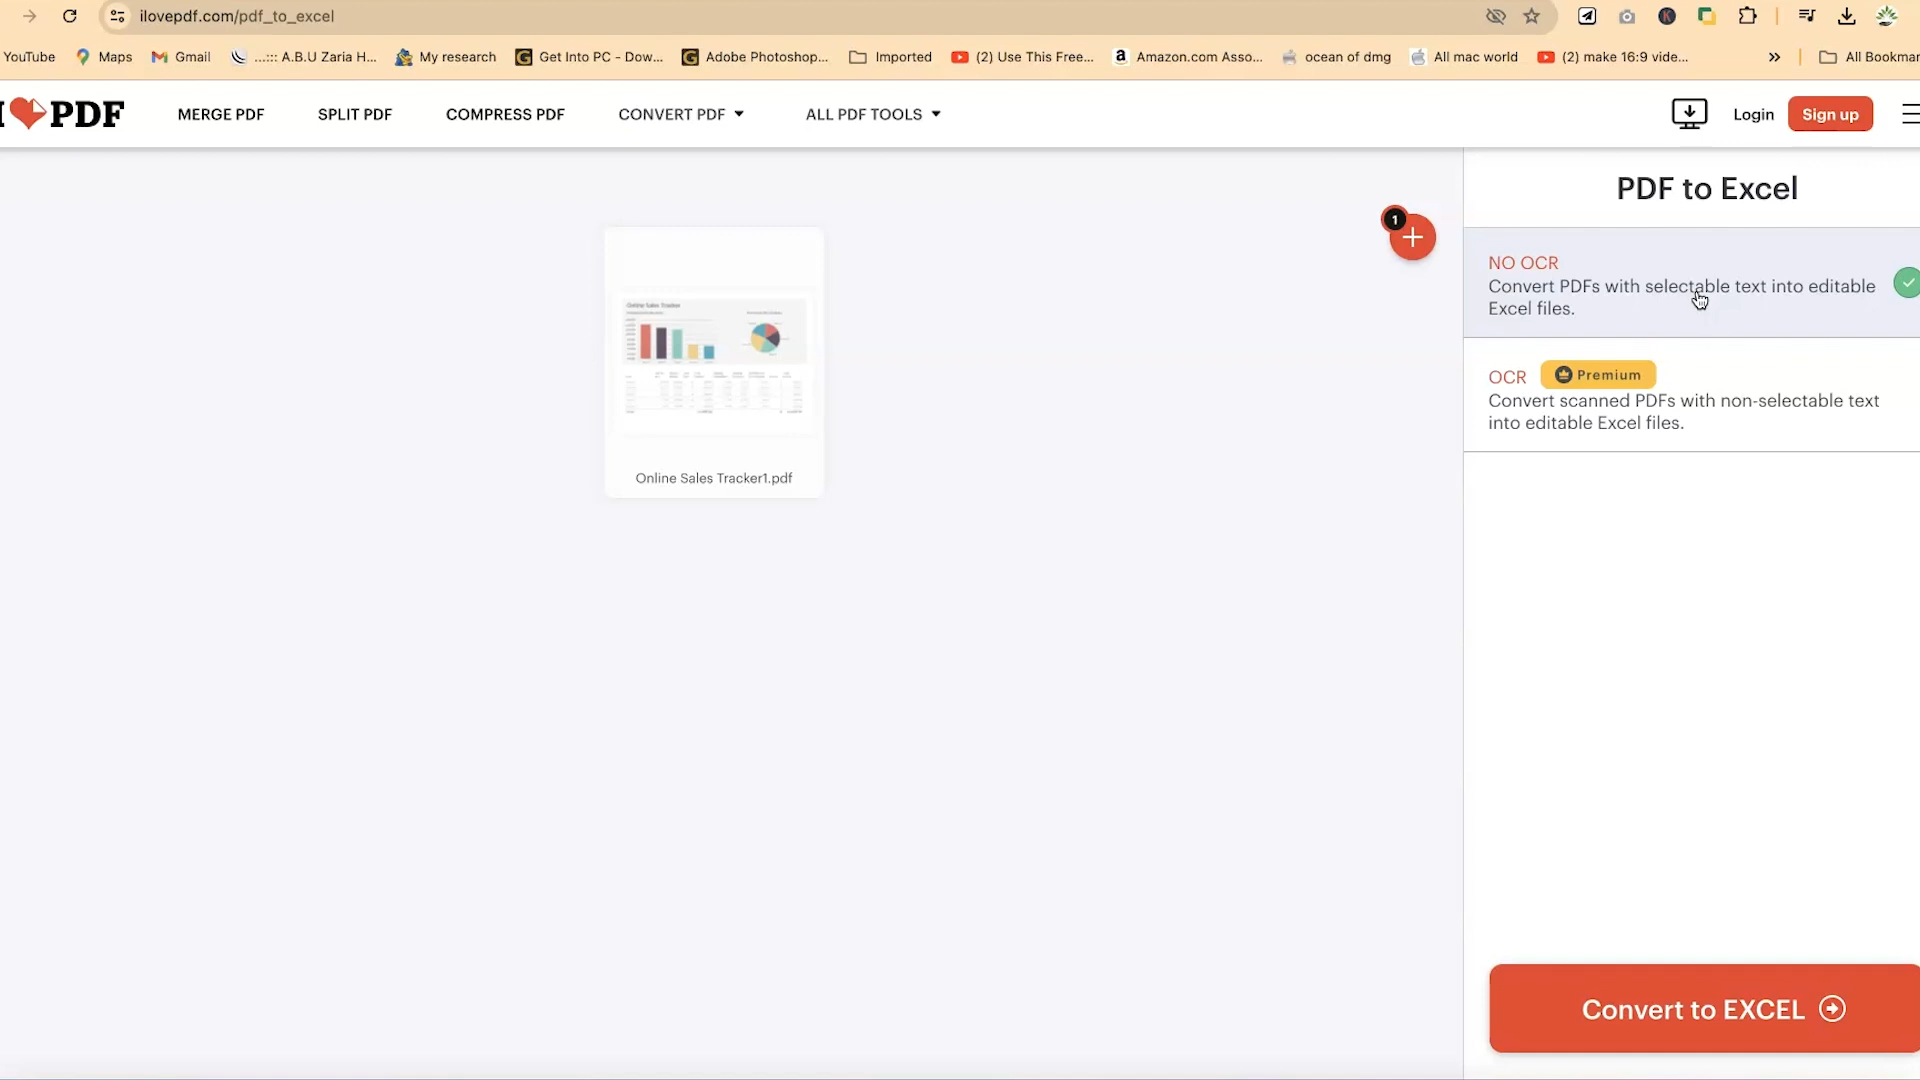 ilovepdf.com/pdf_to_excel
YouTube Maps Gmail ...::: A.B.U Zaria H... My research Get Into PC - Dow... Adobe Photoshop... Imported (2) Use This Free... Amazon.com Asso... ocean of dmg All mac world (2) make 16:9 vide... » All Bookmar
I PDF MERGE PDF SPLIT PDF COMPRESS PDF CONVERT PDF ALL PDF TOOLS Login Sign up
PDF to Excel
1
NO OCR
Convert PDFs with selectable text into editable
Excel files.
OCR Premium
Convert scanned PDFs with non-selectable text
into editable Excel files.
Online Sales Tracker
Online Sales Tracker1.pdf
Convert to EXCEL